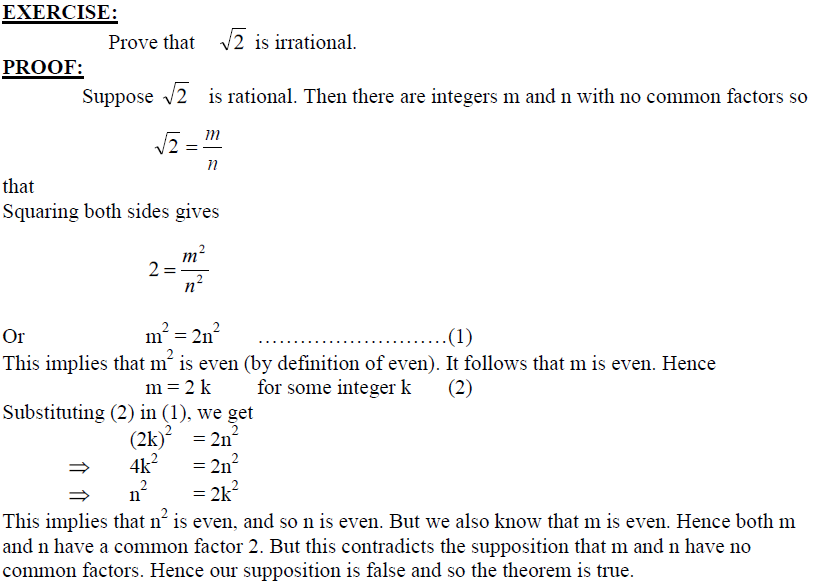 EXERCISE:
Prove that √2 is irrational.
PROOF:
Suppose √2 is rational. Then there are integers m and n with no common factors so
√2 = m/n
that
Squaring both sides gives
2 = m²/n²
Or m² = 2n² ............................(1)
This implies that m² is even (by definition of even). It follows that m is even. Hence
m = 2 k for some integer k (2)
Substituting (2) in (1), we get
(2k)² = 2n²
⇒ 4k² = 2n²
⇒ n² = 2k²
This implies that n² is even, and so n is even. But we also know that m is even. Hence both m
and n have a common factor 2. But this contradicts the supposition that m and n have no
common factors. Hence our supposition is false and so the theorem is true.